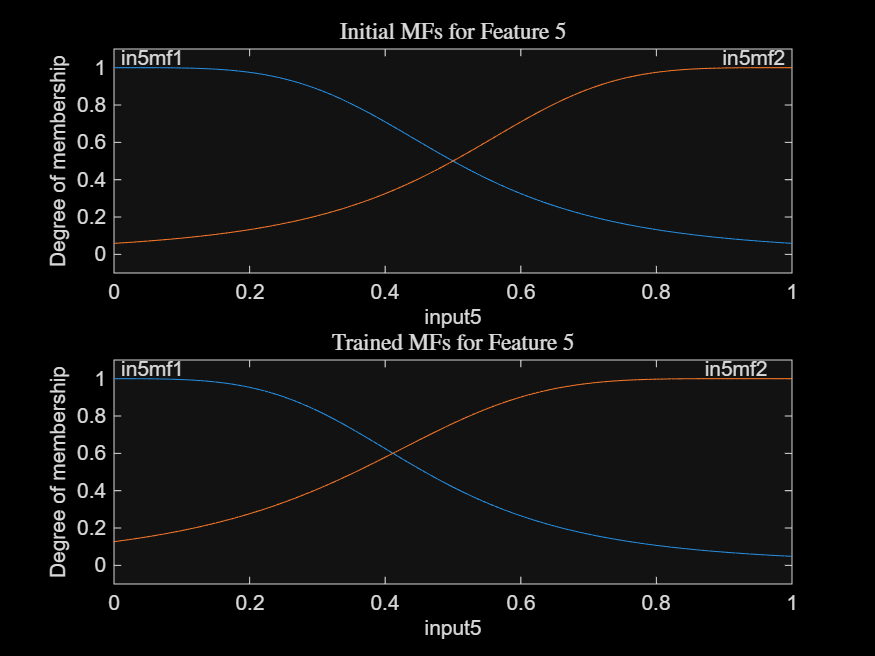 Initial MFs for Feature 5
in5mf1 in5mf2
Degree of membership
1
0.8
0.6
0.4
0.2
0
0 0.2 0.4 0.6 0.8 1
input5
Trained MFs for Feature 5
in5mf1 in5mf2
Degree of membership
1
0.8
0.6
0.4
0.2
0
0 0.2 0.4 0.6 0.8 1
input5